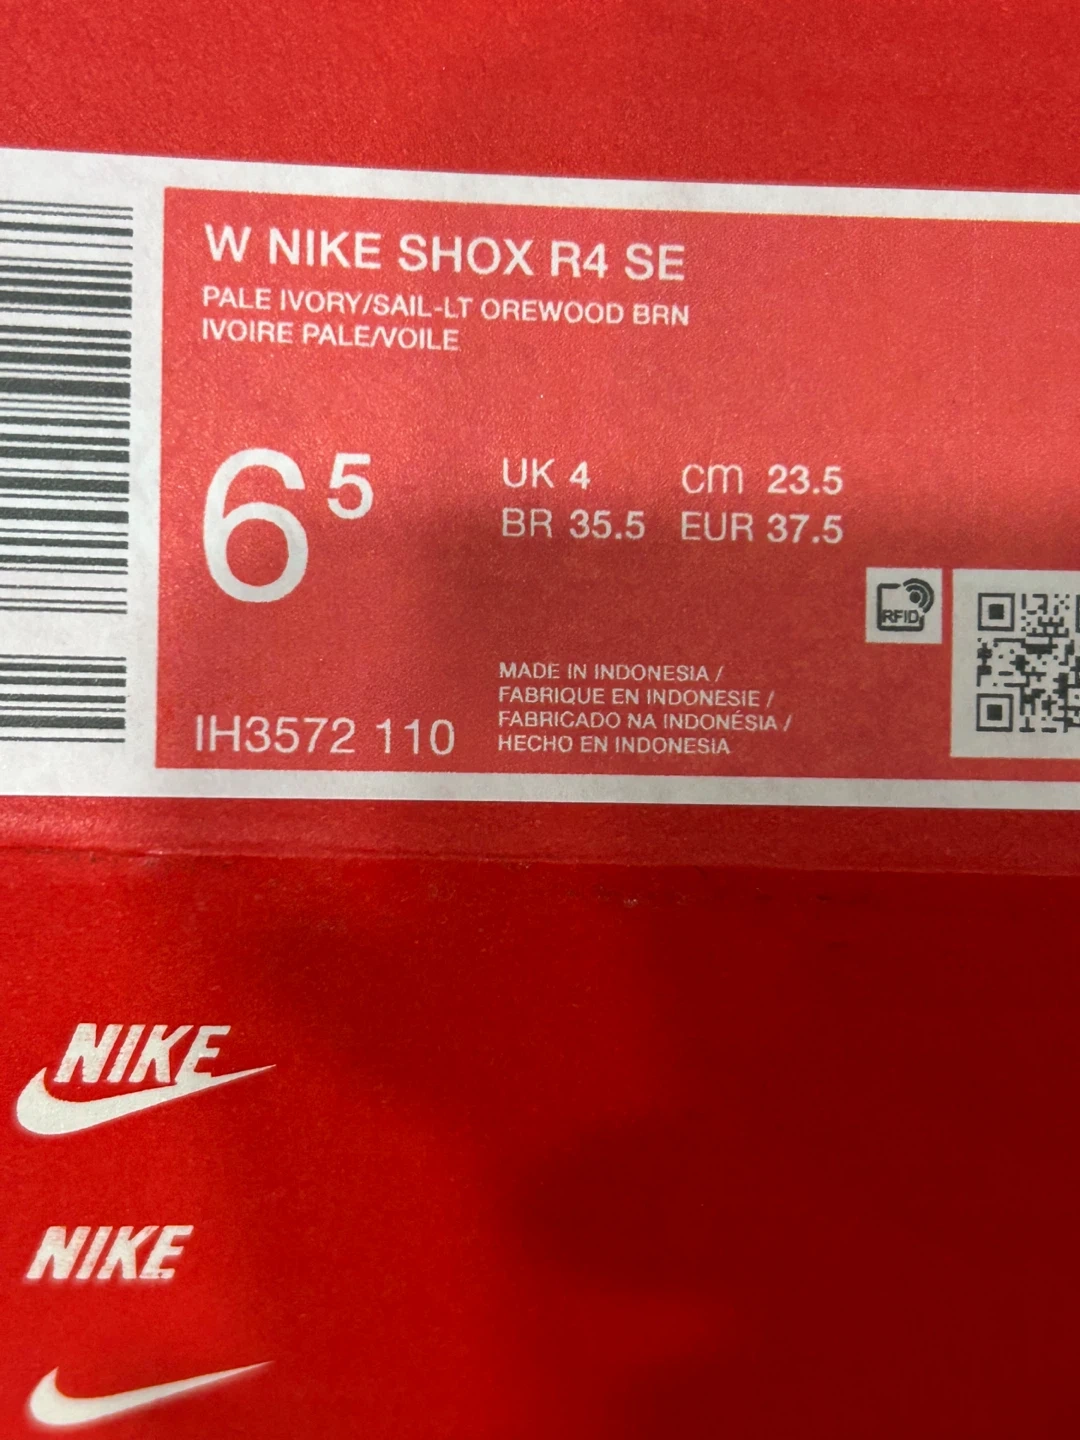 W NIKE SHOX R4 SE
PALE IVORY/SAIL-LT OREWOOD BRN
IVOIRE PALE/VOILE
6 5
UK 4 cm 23.5
BR 35.5 EUR 37.5
RFID
MADE IN INDONESIA /
FABRIQUE EN INDONESIE /
FABRICADO NA INDONÉSIA /
HECHO EN INDONESIA
IH3572 110
NIKE
NIKE